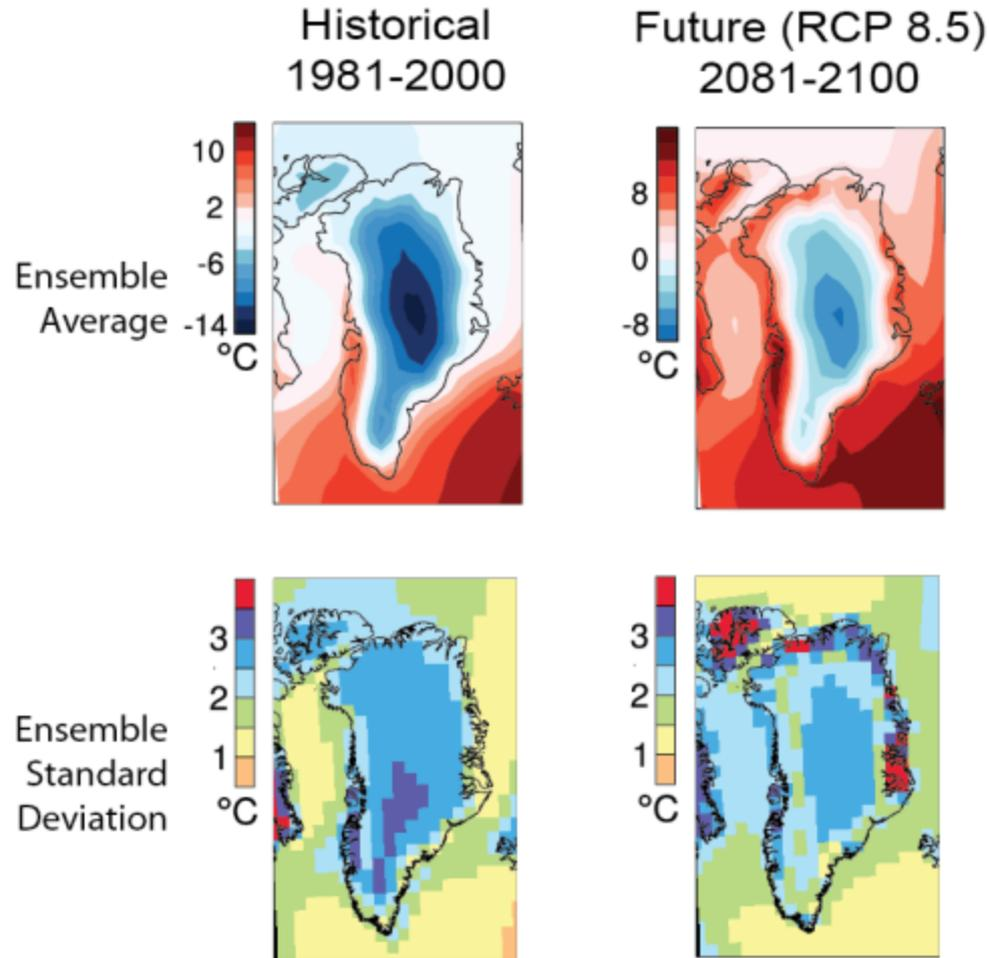 Historical
1981-2000
Future (RCP 8.5)
2081-2100
Ensemble
Average
10
2
-6
-14
°C
8
0
-8
°C
Ensemble
Standard
Deviation
3
2
1
°C
3
2
1
°C